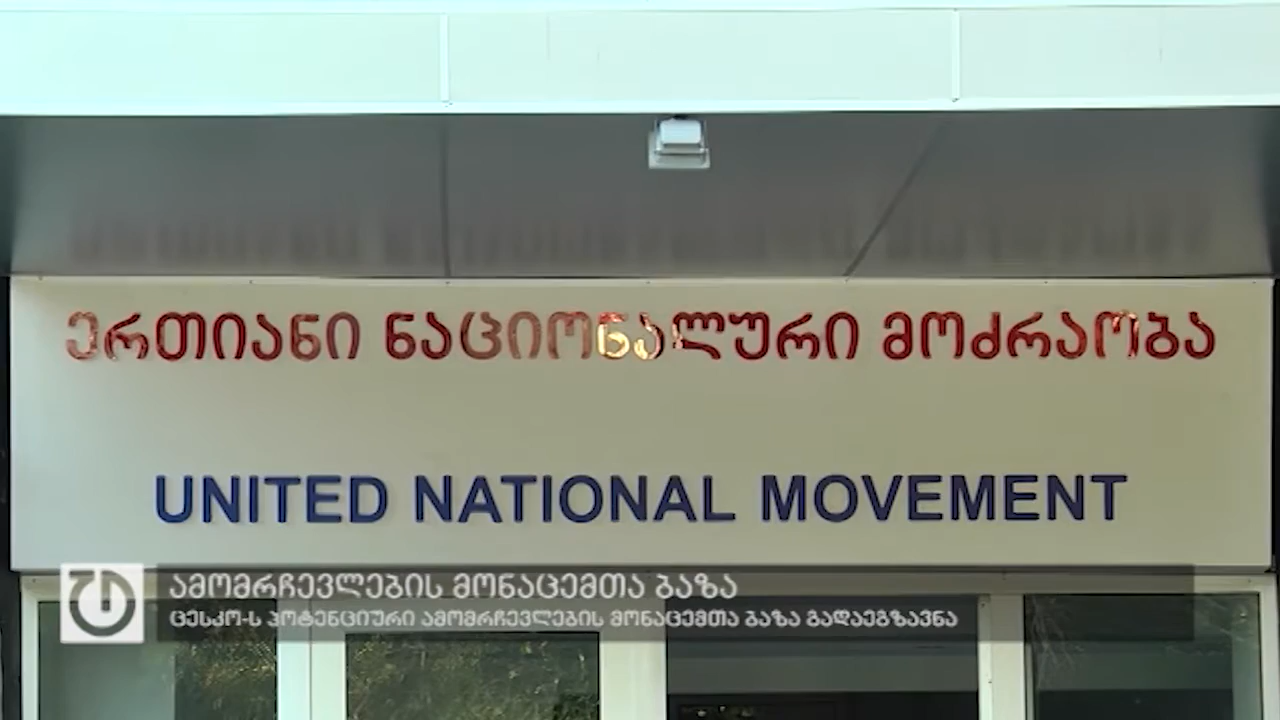 ერთიანი ნაციონალური მოძრაობა
UNITED NATIONAL MOVEMENT
ამომრჩევლების მონაცემთა ბაზა
ცესკო-ს პოტენციური ამომრჩევლების მონაცემთა ბაზა გადაეგზავნა